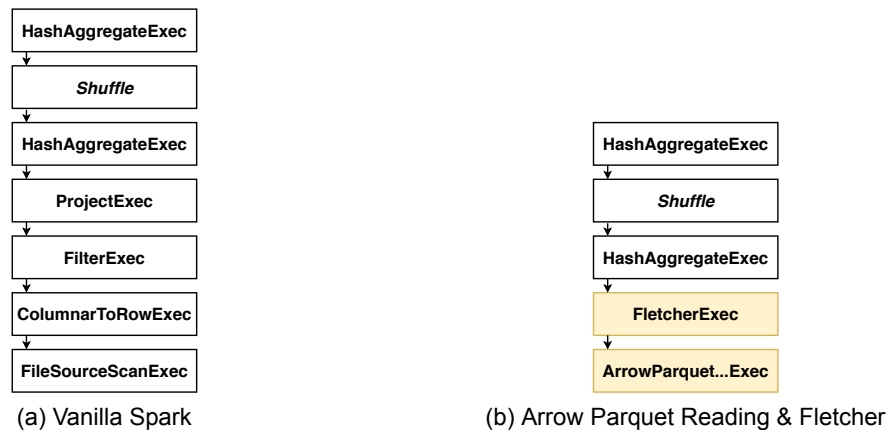 HashAggregateExec
Shuffle
HashAggregateExec
ProjectExec
FilterExec
ColumnarToRowExec
FileSourceScanExec
(a) Vanilla Spark
HashAggregateExec
Shuffle
HashAggregateExec
FletcherExec
ArrowParquet...Exec
(b) Arrow Parquet Reading & Fletcher